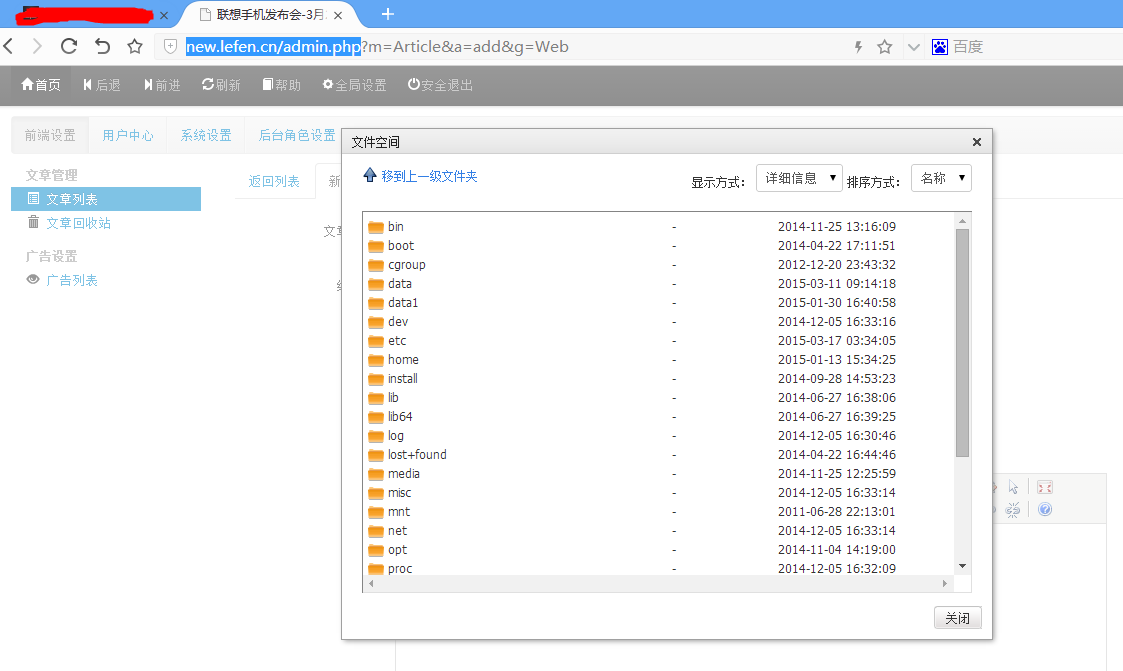 联想手机发布会-3月
new.lefen.cn/admin.php?m=Article&a=add&g=Web
百度
首页 后退 前进 刷新 帮助 全局设置 安全退出
前端设置 用户中心 系统设置 后台角色设置
文件空间
文章管理
文章列表
文章回收站
广告设置
广告列表
返回列表
移到上一级文件夹
显示方式： 详细信息 排序方式： 名称
bin - 2014-11-25 13:16:09
boot - 2014-04-22 17:11:51
cgroup - 2012-12-20 23:43:32
data - 2015-03-11 09:14:18
data1 - 2015-01-30 16:40:58
dev - 2014-12-05 16:33:16
etc - 2015-03-17 03:34:05
home - 2015-01-13 15:34:25
install - 2014-09-28 14:53:23
lib - 2014-06-27 16:38:06
lib64 - 2014-06-27 16:39:25
log - 2014-12-05 16:30:46
lost+found - 2014-04-22 16:44:46
media - 2014-11-25 12:25:59
misc - 2014-12-05 16:33:14
mnt - 2011-06-28 22:13:01
net - 2014-12-05 16:33:14
opt - 2014-11-04 14:19:00
proc - 2014-12-05 16:32:09
关闭